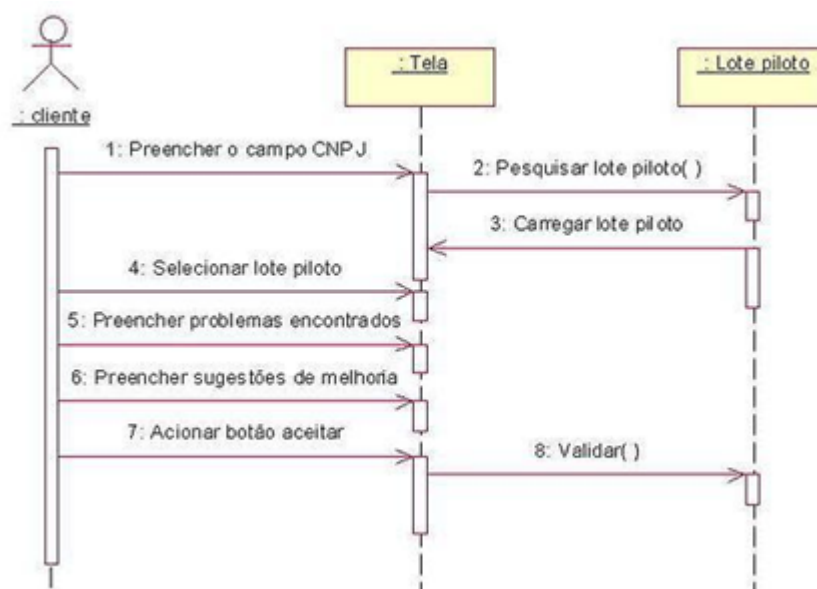 : Tela
: Lote piloto
: cliente
1: Preencher o campo CNPJ
2: Pesquisar lote piloto( )
3: Carregar lote piloto
4: Selecionar lote piloto
5: Preencher problemas encontrados
6: Preencher sugestões de melhoria
7: Acionar botão aceitar
8: Validar( )